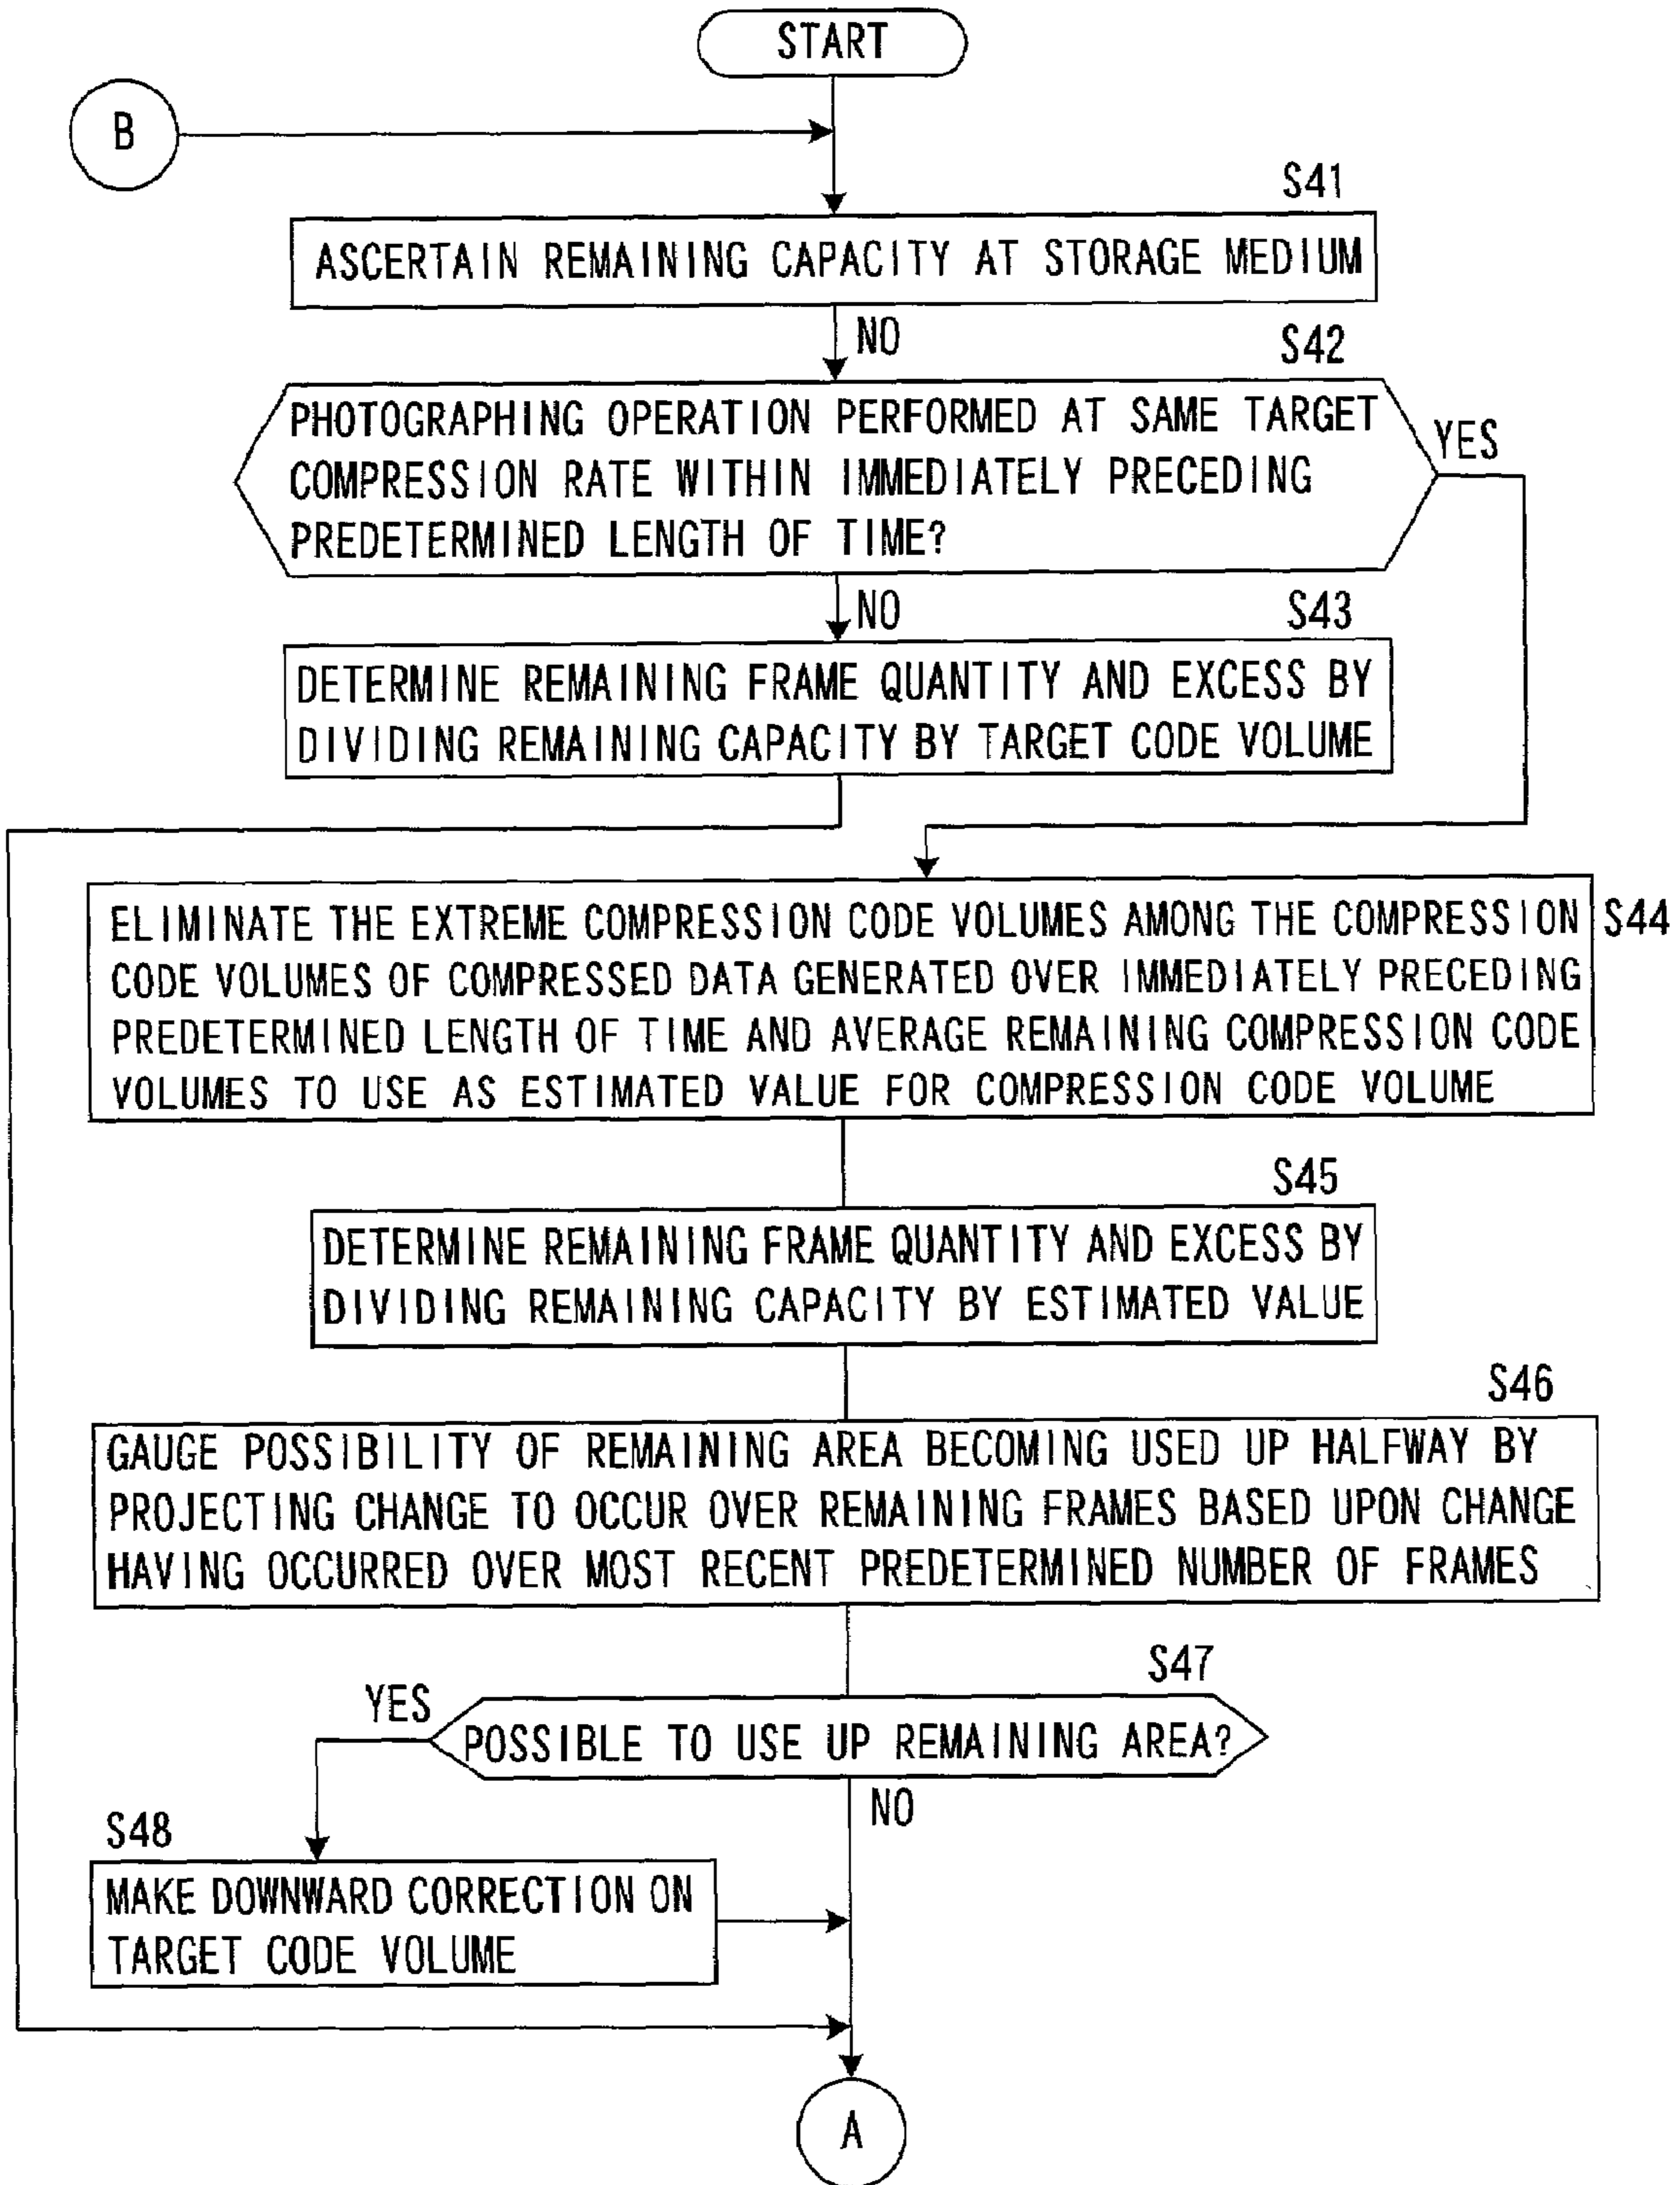 START
B
S41
ASCERTAIN REMAINING CAPACITY AT STORAGE MEDIUM
NO
S42
PHOTOGRAPHING OPERATION PERFORMED AT SAME TARGET
COMPRESSION RATE WITHIN IMMEDIATELY PRECEDING
PREDETERMINED LENGTH OF TIME?
YES
NO
S43
DETERMINE REMAINING FRAME QUANTITY AND EXCESS BY
DIVIDING REMAINING CAPACITY BY TARGET CODE VOLUME
S44
ELIMINATE THE EXTREME COMPRESSION CODE VOLUMES AMONG THE COMPRESSION
CODE VOLUMES OF COMPRESSED DATA GENERATED OVER IMMEDIATELY PRECEDING
PREDETERMINED LENGTH OF TIME AND AVERAGE REMAINING COMPRESSION CODE
VOLUMES TO USE AS ESTIMATED VALUE FOR COMPRESSION CODE VOLUME
S45
DETERMINE REMAINING FRAME QUANTITY AND EXCESS BY
DIVIDING REMAINING CAPACITY BY ESTIMATED VALUE
S46
GAUGE POSSIBILITY OF REMAINING AREA BECOMING USED UP HALFWAY BY
PROJECTING CHANGE TO OCCUR OVER REMAINING FRAMES BASED UPON CHANGE
HAVING OCCURRED OVER MOST RECENT PREDETERMINED NUMBER OF FRAMES
S47
YES
POSSIBLE TO USE UP REMAINING AREA?
NO
S48
MAKE DOWNWARD CORRECTION ON
TARGET CODE VOLUME
A